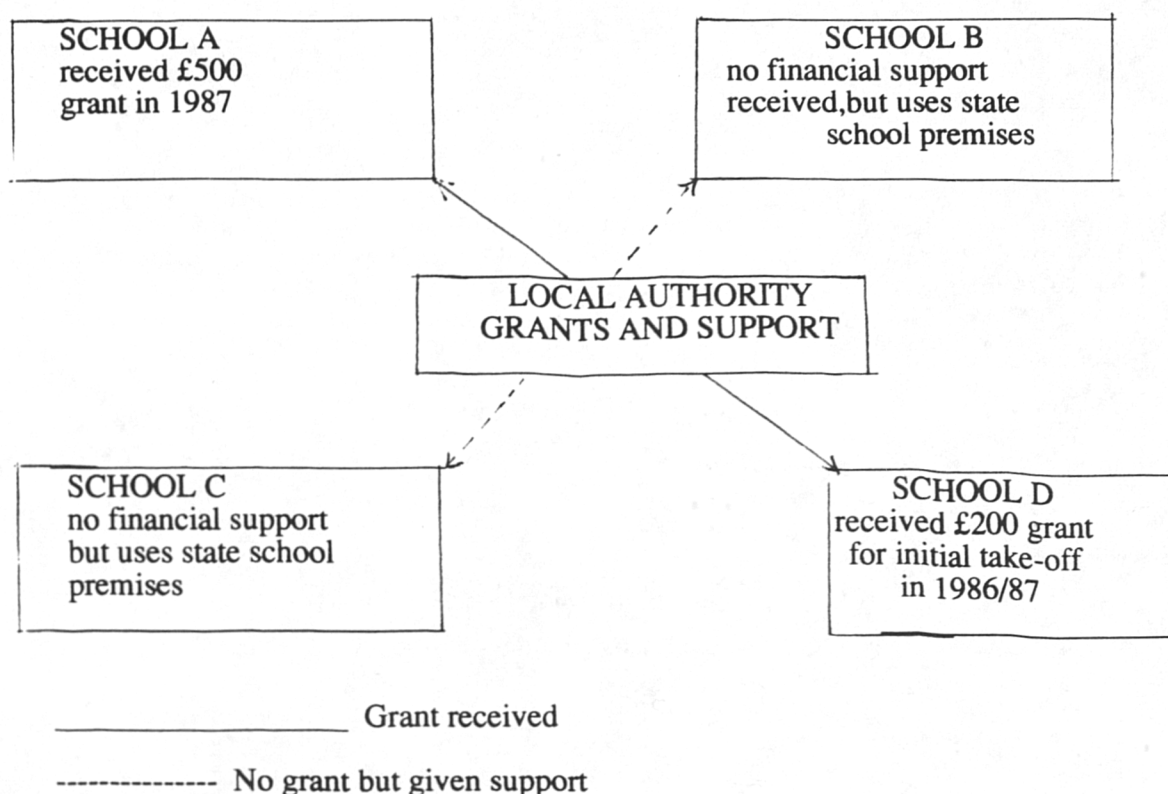 SCHOOL A
received £500
grant in 1987
SCHOOL B
no financial support
received,but uses state
school premises
LOCAL AUTHORITY
GRANTS AND SUPPORT
SCHOOL C
no financial support
but uses state school
premises
SCHOOL D
received £200 grant
for initial take-off
in 1986/87
Grant received
No grant but given support